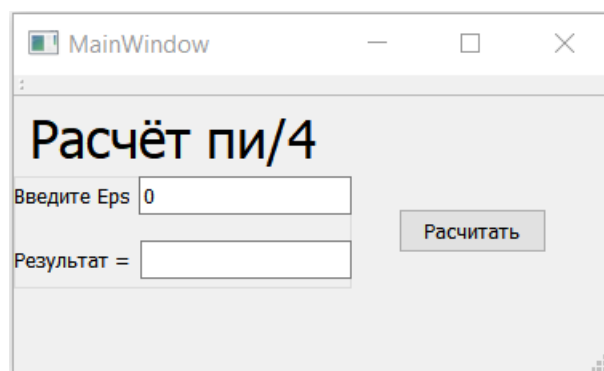 MainWindow
Расчёт пи/4
Введите Eps 0
Расчитать
Результат =